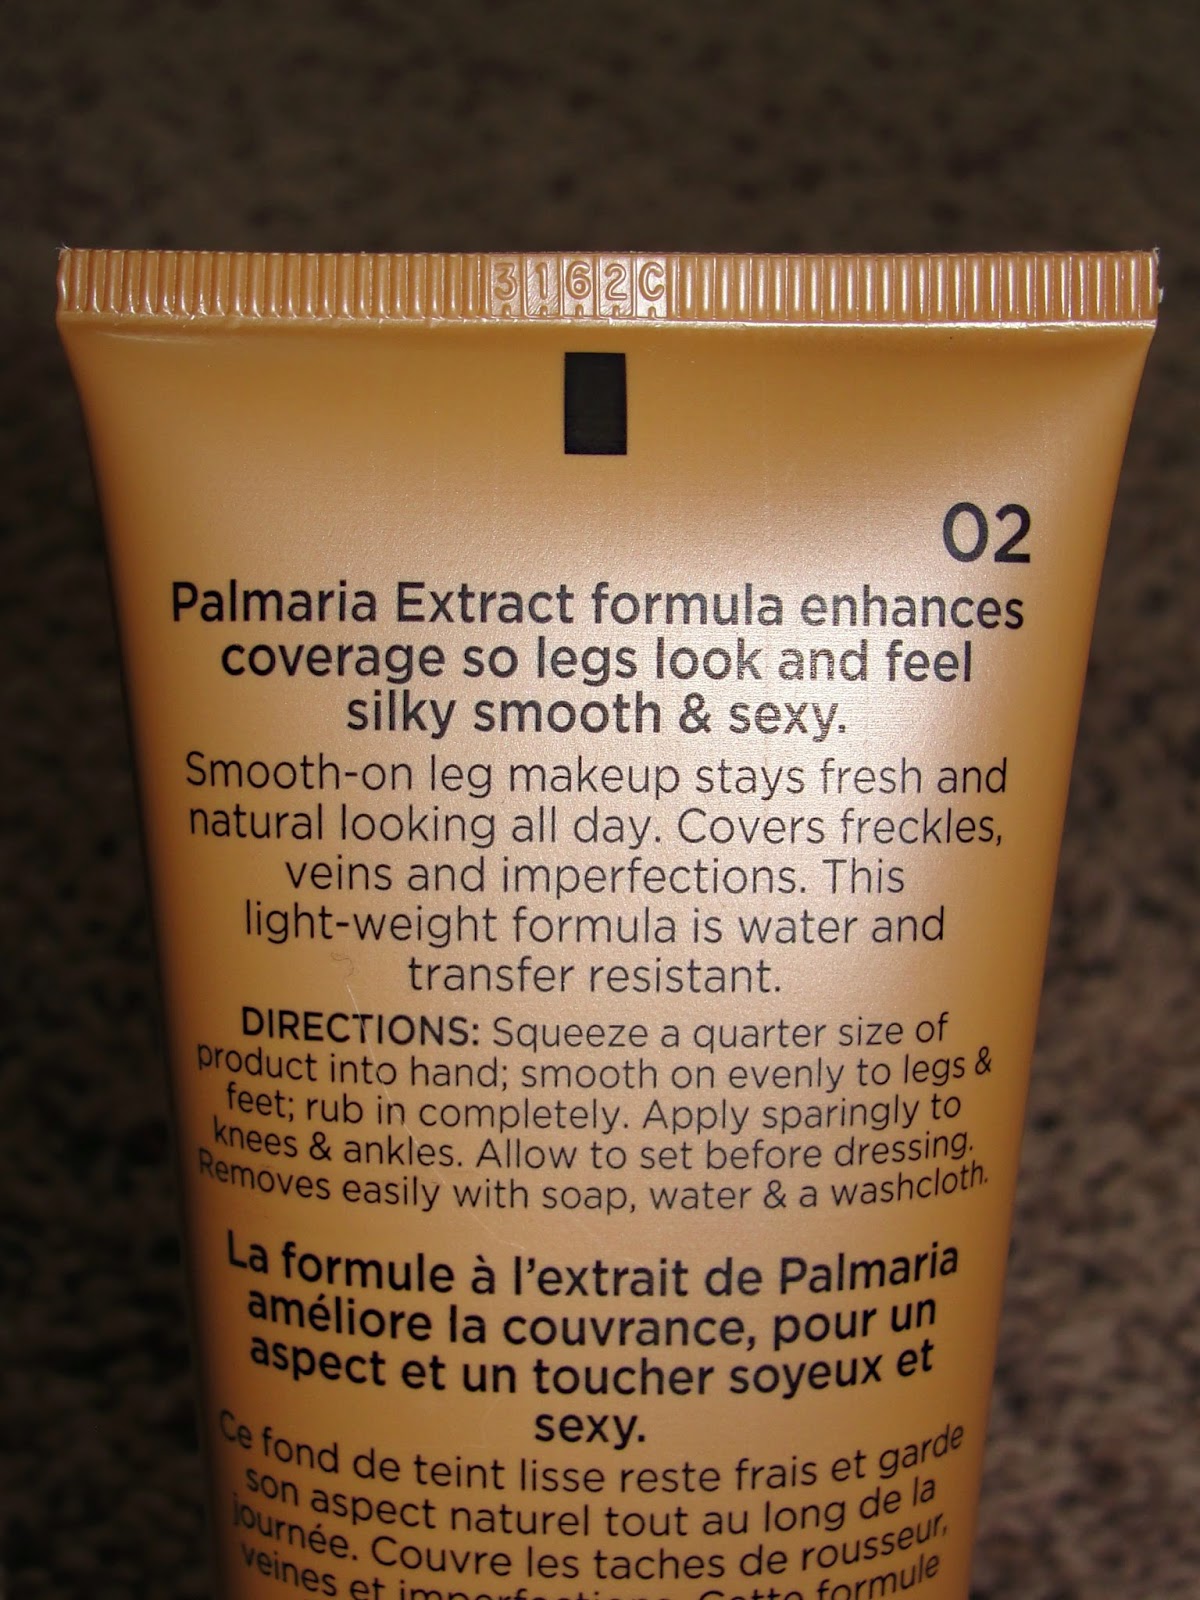 3162C
02
Palmaria Extract formula enhances
coverage so legs look and feel
silky smooth & sexy.
Smooth-on leg makeup stays fresh and
natural looking all day. Covers freckles,
veins and imperfections. This
light-weight formula is water and
transfer resistant.
DIRECTIONS: Squeeze a quarter size of
product into hand; smooth on evenly to legs &
feet; rub in completely. Apply sparingly to
knees & ankles. Allow to set before dressing.
Removes easily with soap, water & a washcloth.
La formule à l'extrait de Palmaria
améliore la couvrance, pour un
aspect et un toucher soyeux et
sexy.
Ce fond de teint lisse reste frais et garde
son aspect naturel tout au long de la
journée. Couvre les taches de rousseur,
veines et imperfections. Cette formule